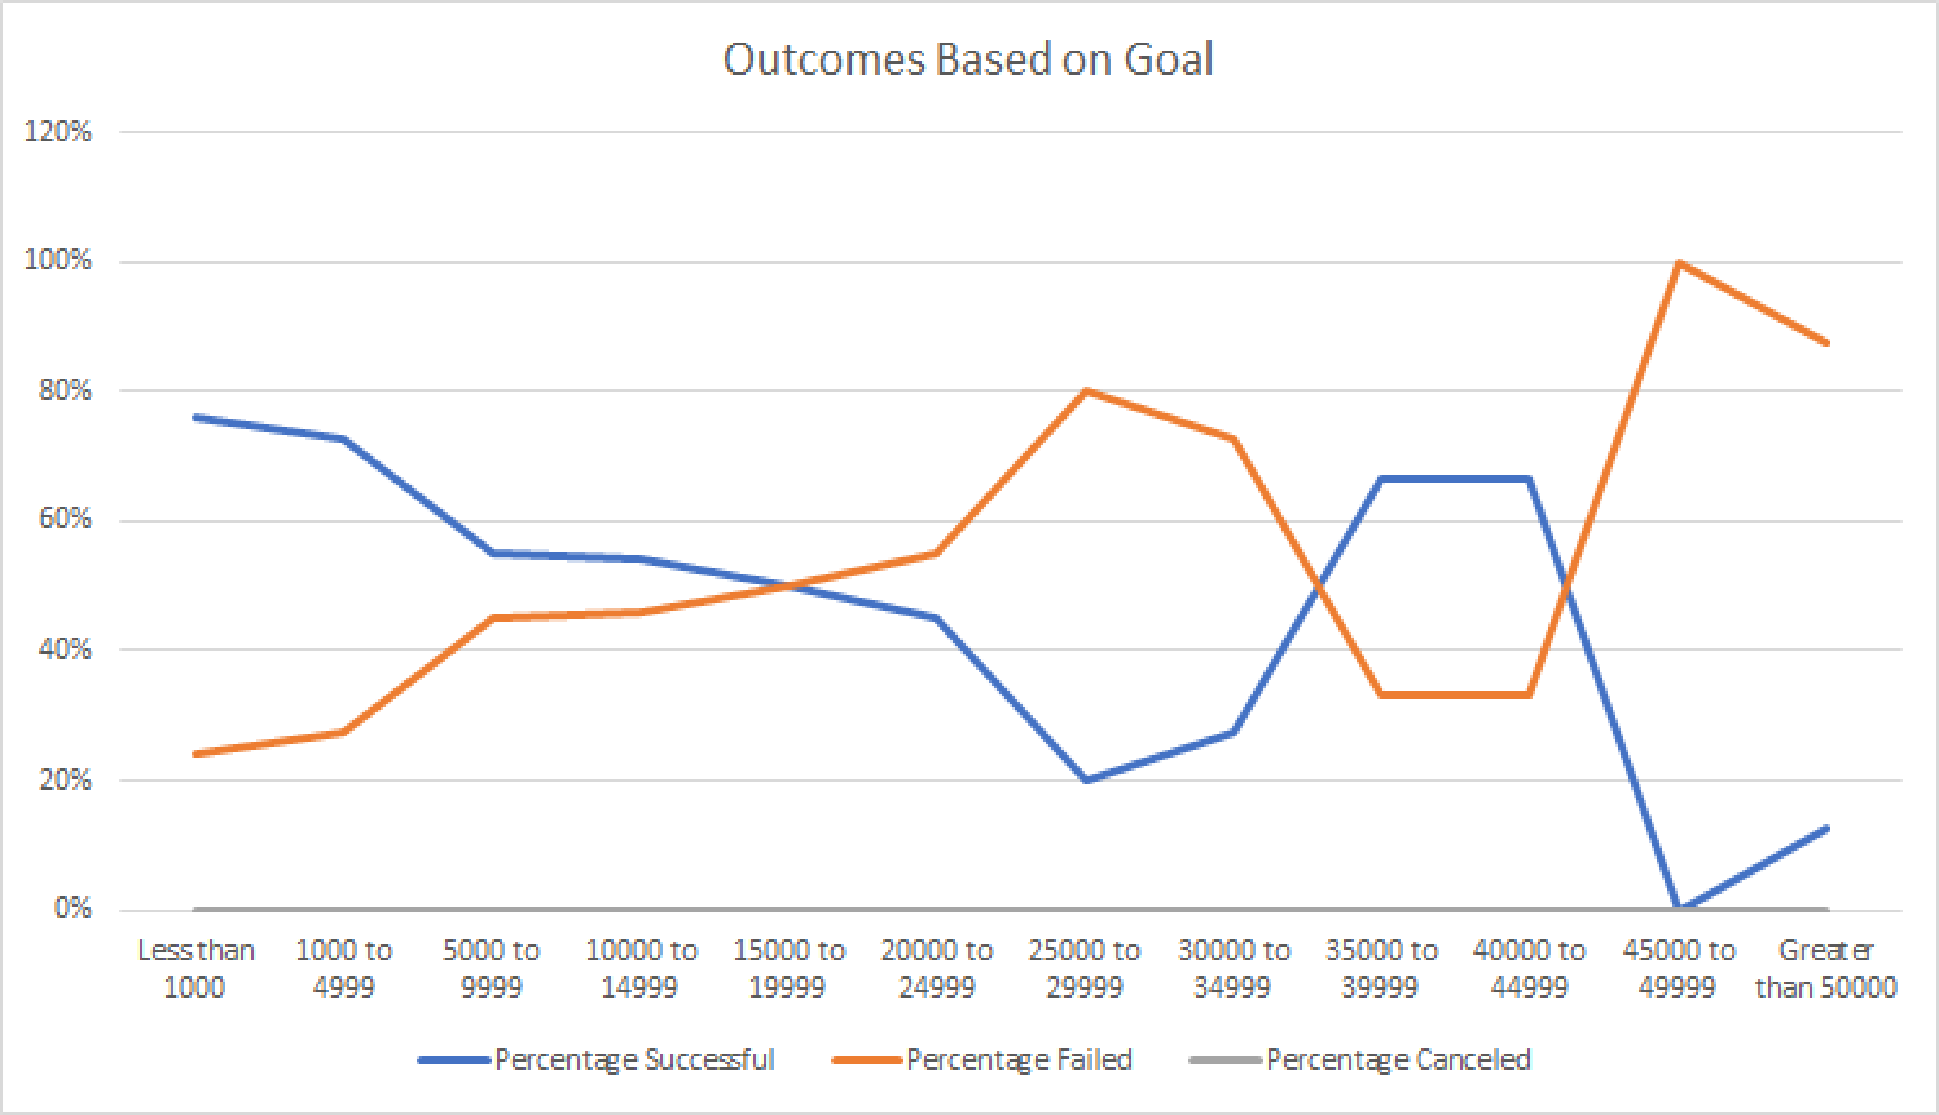 Outcomes Based on Goal
120%
100%
80%
60%
40%
20%
0%
Less than 1000
1000 to 4999
5000 to 9999
10000 to 14999
15000 to 19999
20000 to 24999
25000 to 29999
30000 to 34999
35000 to 39999
40000 to 44999
45000 to 49999
Greater than 50000
Percentage Successful
Percentage Failed
Percentage Canceled